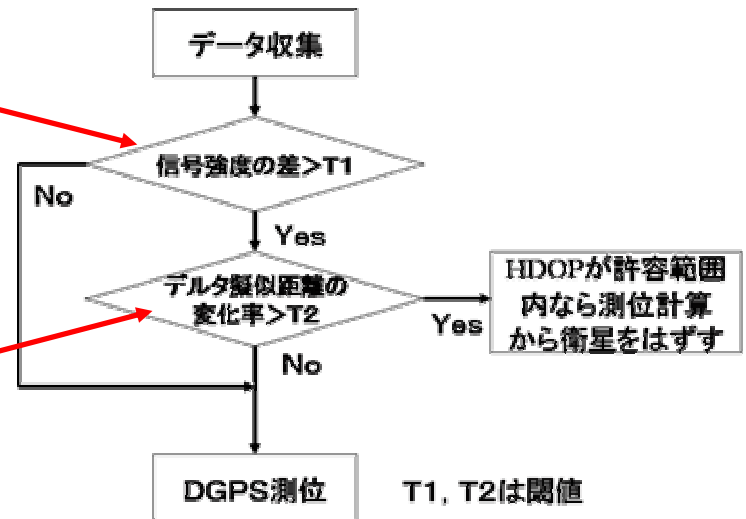 データ収集
信号強度の差>T1
No
Yes
デルタ擬似距離の
変化率>T2
Yes
HDOPが許容範囲
内なら測位計算
から衛星をはずす
No
DGPS測位
T1, T2は閾値